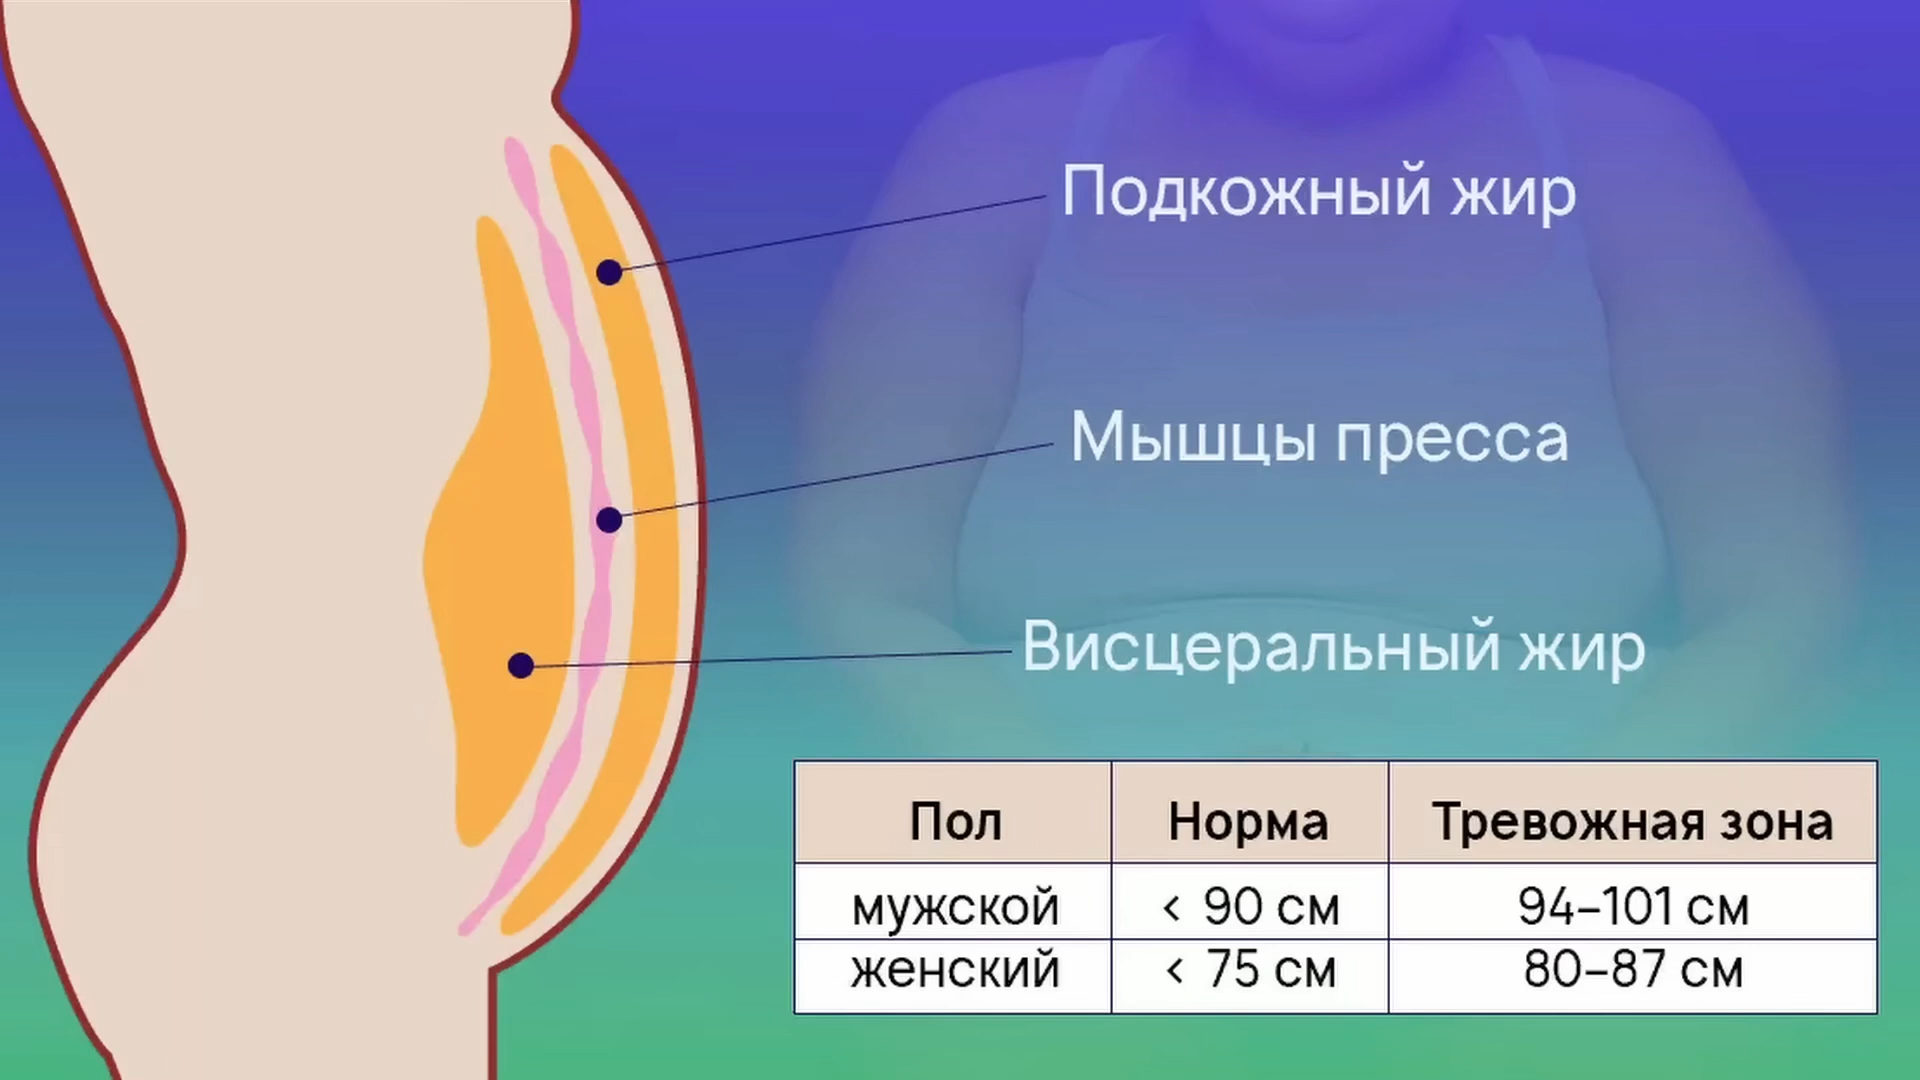 Подкожный жир
Мышцы пресса
Висцеральный жир
Пол Норма Тревожная зона
мужской < 90 см 94–101 см
женский < 75 см 80–87 см